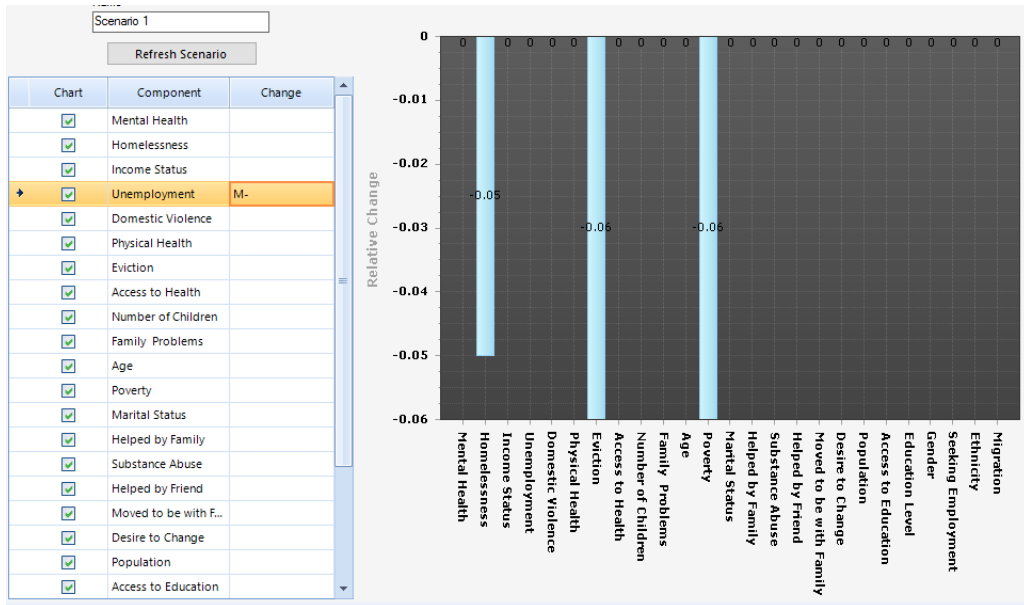 Scenario 1
Refresh Scenario
Chart Component Change
Mental Health
Homelessness
Income Status
Unemployment M-
Domestic Violence
Physical Health
Eviction
Access to Health
Number of Children
Family Problems
Age
Poverty
Marital Status
Helped by Family
Substance Abuse
Helped by Friend
Moved to be with F...
Desire to Change
Population
Access to Education
Relative Change
0
-0.01
-0.02
-0.03
-0.04
-0.05
-0.06
0 0 0 0 0 0 0 0 0 0 0 0 0 0 0 0 0 0 0 0 0 0
-0.05
-0.06
-0.06
Mental Health
Homelessness
Income Status
Unemployment
Domestic Violence
Physical Health
Eviction
Access to Health
Number of Children
Family Problems
Age
Poverty
Marital Status
Helped by Family
Substance Abuse
Helped by Friend
Moved to be with Family
Desire to Change
Population
Access to Education
Education Level
Gender
Seeking Employment
Ethnicity
Migration